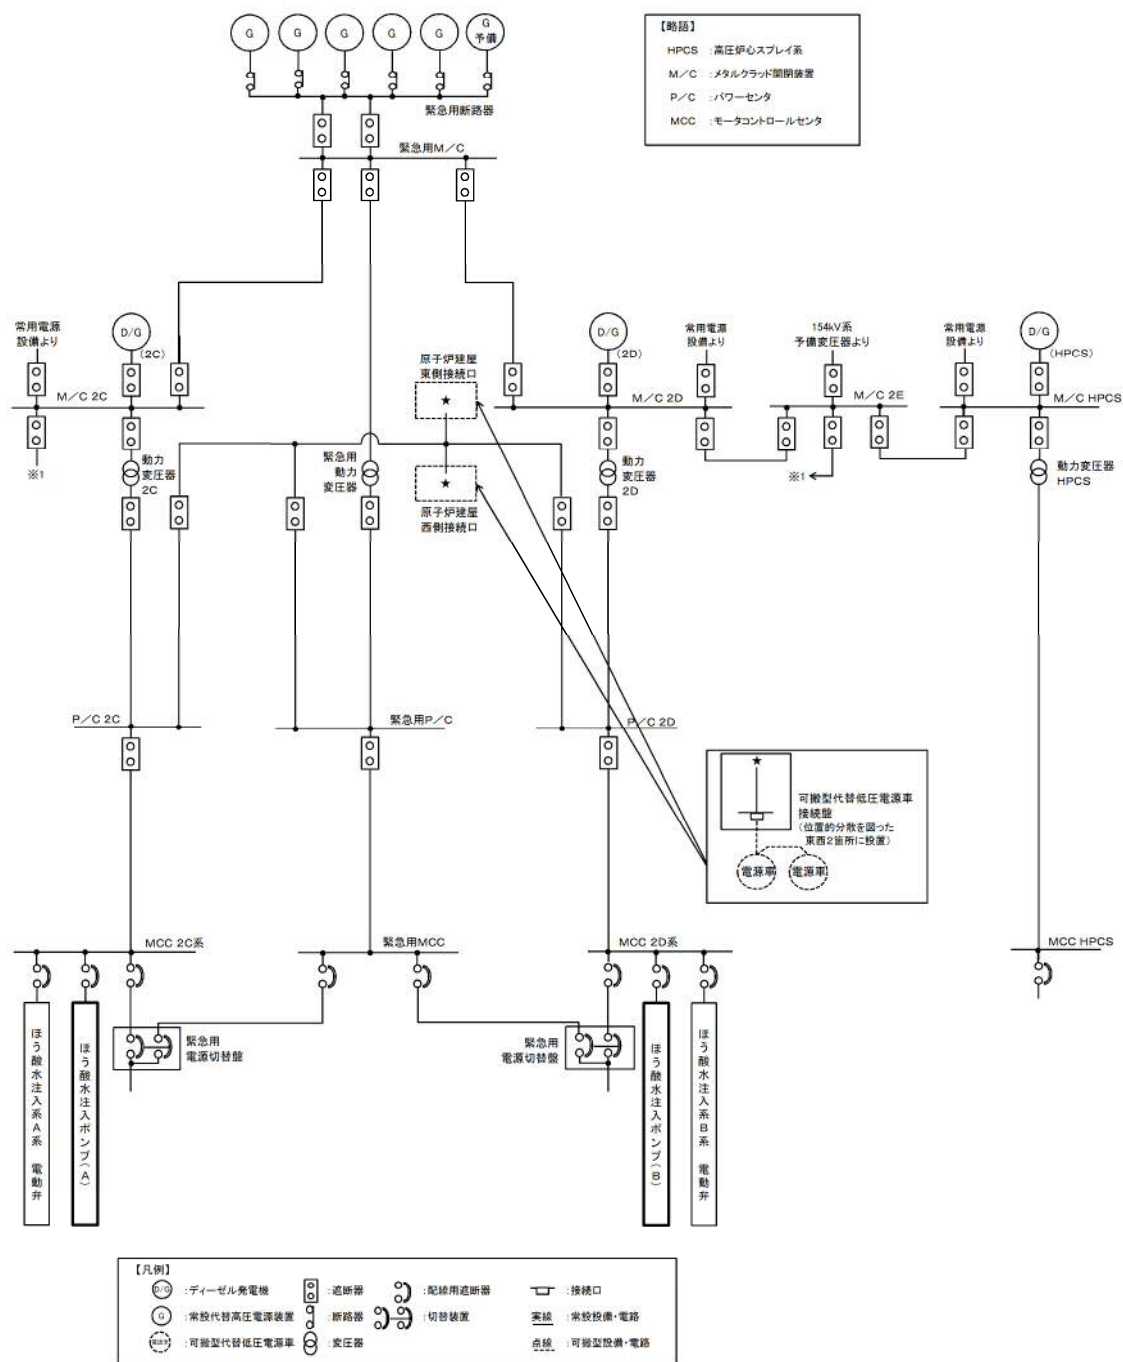 G
G
G
G
G
G
予備
緊急用断路器
緊急用M/C
【略語】
HPCS :高圧炉心スプレイ系
M/C :メタルクラッド開閉装置
P/C :パワーセンタ
MCC :モータコントロールセンタ
常用電源
設備より
D/G
(2C)
M/C 2C
※1
動力
変圧器
2C
緊急用
動力
変圧器
原子炉建屋
東側接続口
★
★
原子炉建屋
西側接続口
D/G
(2D)
M/C 2D
動力
変圧器
2D
常用電源
設備より
154kV系
予備変圧器より
M/C 2E
※1
常用電源
設備より
D/G
(HPCS)
M/C HPCS
動力変圧器
HPCS
P/C 2C
緊急用P/C
P/C 2D
★
可搬型代替低圧電源車
接続盤
(位置的分散を図った
東西2箇所に設置)
電源車
電源車
MCC 2C系
緊急用MCC
MCC 2D系
MCC HPCS
緊急用
電源切替盤
緊急用
電源切替盤
ほう酸水注入系A系 電動弁
ほう酸水注入ポンプ(A)
ほう酸水注入ポンプ(B)
ほう酸水注入系B系 電動弁
【凡例】
D/G :ディーゼル発電機
:遮断器
:配線用遮断器
:接続口
G :常設代替高圧電源装置
:断路器
:切替装置
実線 :常設設備・電路
電源車 :可搬型代替低圧電源車
:変圧器
点線 :可搬型設備・電路